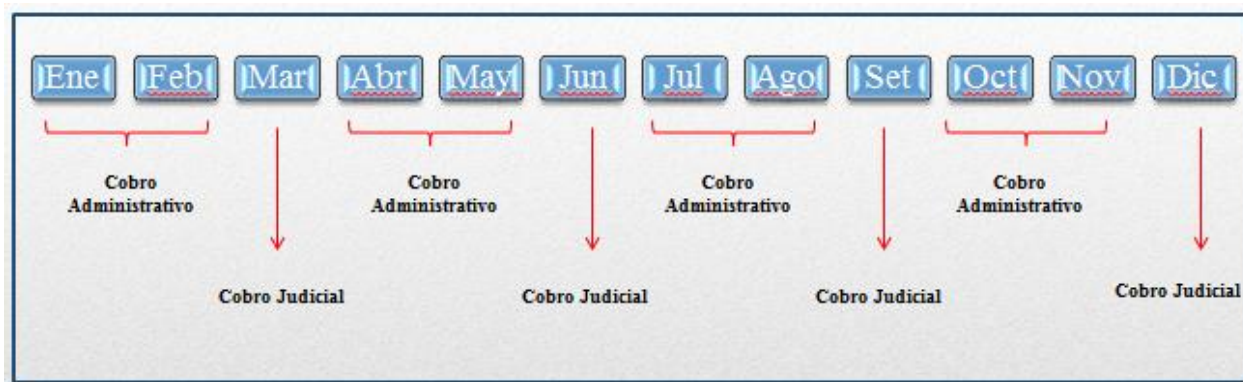 Ene Feb Mar Abr May Jun Jul Ago Set Oct Nov Dic
Cobro
Administrativo
Cobro
Administrativo
Cobro
Administrativo
Cobro
Administrativo
Cobro Judicial
Cobro Judicial
Cobro Judicial
Cobro Judicial